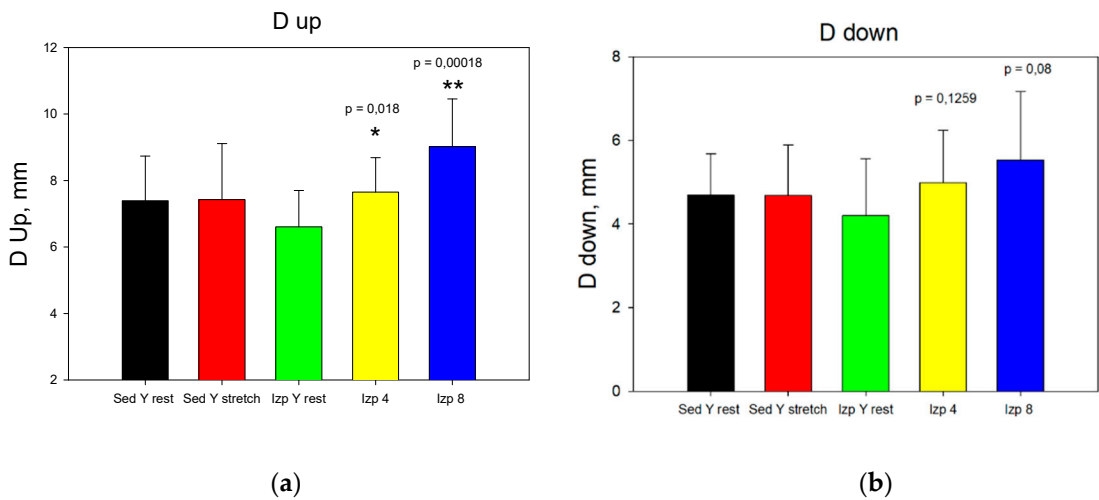 D up
D Up, mm
12
10
8
6
4
2
p = 0,018
*
p = 0,00018
**
Sed Y rest Sed Y stretch Izp Y rest Izp 4 Izp 8
(a)
D down
D down, mm
8
6
4
2
0
p = 0,1259
p = 0,08
Sed Y rest Sed Y stretch Izp Y rest Izp 4 Izp 8
(b)